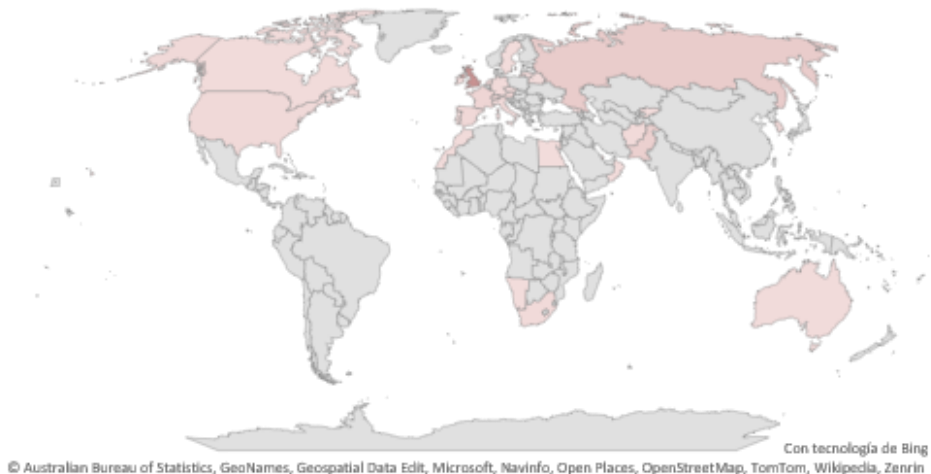 Con tecnología de Bing
© Australian Bureau of Statistics, GeoNames, Geospatial Data Edit, Microsoft, Navinfo, Open Places, OpenStreetMap, TomTom, Wikipedia, Zenrin